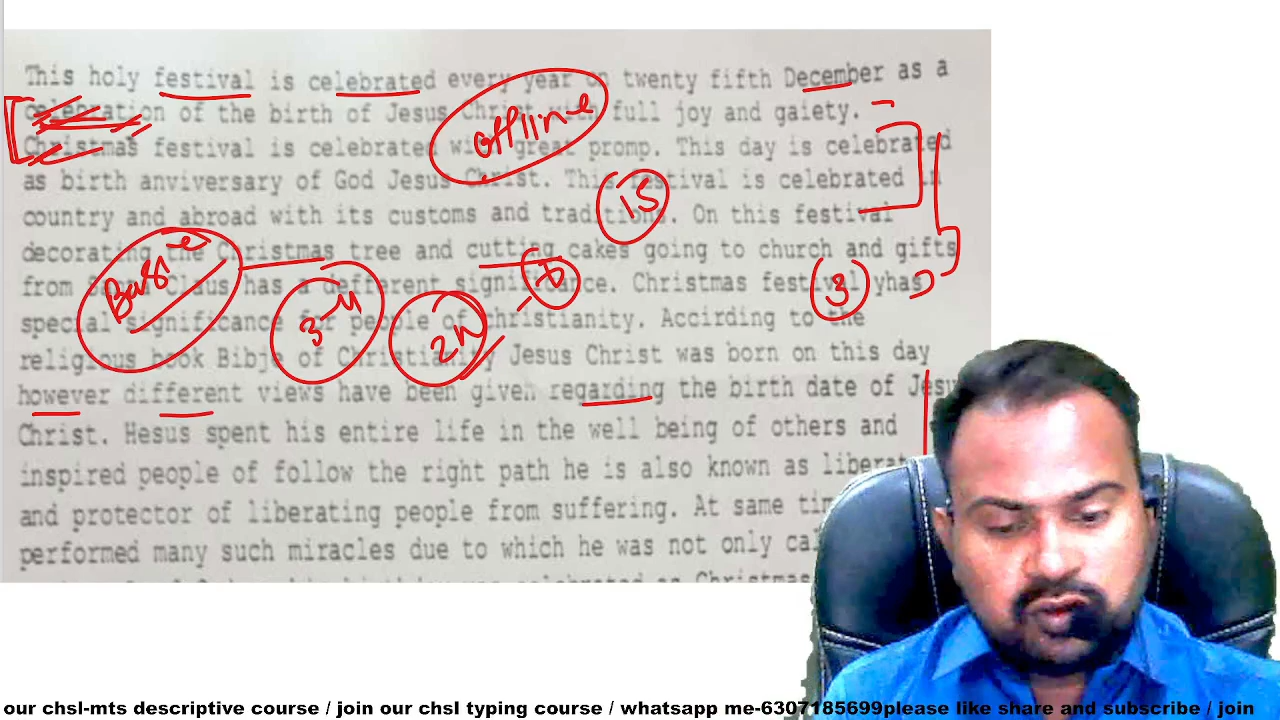 This holy festival is celebrated every year on twenty fifth December as a
celebration of the birth of Jesus Christ with full joy and gaiety.
Christmas festival is celebrated with great promp. This day is celebrated
as birth anviversary of God Jesus Christ. This festival is celebrated in
country and abroad with its customs and traditions. On this festival
decorating the Christmas tree and cutting cakes going to church and gifts
from Claus has a fefferent significance. Christmas festival yhas
special significance for people of christianity. Accirding to the
religious book Bibje of Christianity Jesus Christ was born on this day
however different views have been given regarding the birth date of Jesu
Christ. Hesus spent his entire life in the well being of others and
inspired people of follow the right path he is also known as liberat
and protector of liberating people from suffering. At same tim
performed many such miracles due to which he was not only cal
Christmas
offline
15
3
3-4
our chsl-mts descriptive course / join our chsl typing course / whatsapp me-6307185699please like share and subscribe / join